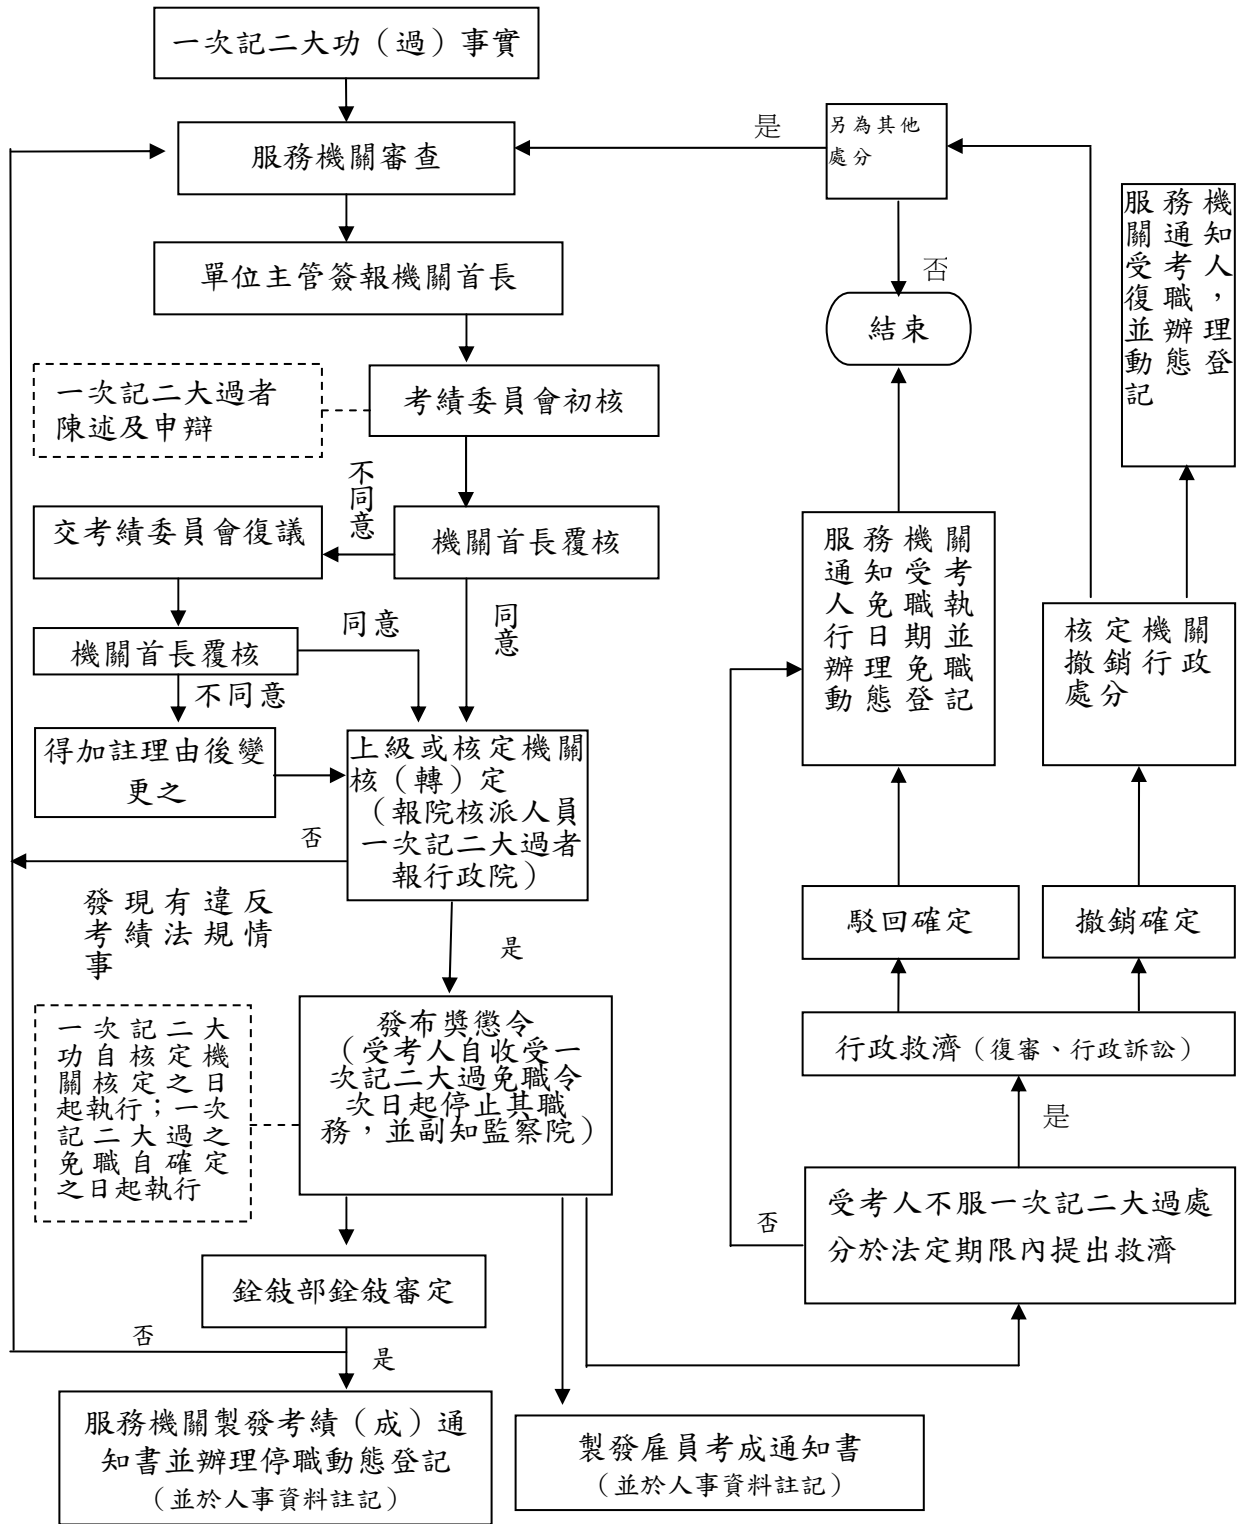 一次記二大功（過）事實
服務機關審查
是
另為其他
處分
服務機
關通知
受考人，
復職理
並辦登
動態
記
單位主管簽報機關首長
否
結束
一次記二大過者
陳述及申辯
考績委員會初核
不同意
交考績委員會復議
機關首長覆核
同意
同意
機關首長覆核
不同意
得加註理由後變
更之
上級或核定機關
核（轉）定
（報院核派人員
一次記二大過者
報行政院）
否
發現有違反
考績法規情
事
是
服務機關
通知受考
人免職執
行日期並
辦理免職
動態登記
核定機關
撤銷行政
處分
駁回確定
撤銷確定
一次記二大
功自核定機
關核定之日
起執行；一次
記二大過之
免職自確定
之日起執行
發布獎懲令
（受考人自收受一
次記二大過免職令
次日起停止其職
務，並副知監察院）
行政救濟（復審、行政訴訟）
是
受考人不服一次記二大過處
分於法定期限內提出救濟
否
銓敍部銓敍審定
否
是
服務機關製發考績（成）通
知書並辦理停職動態登記
（並於人事資料註記）
製發雇員考成通知書
（並於人事資料註記）